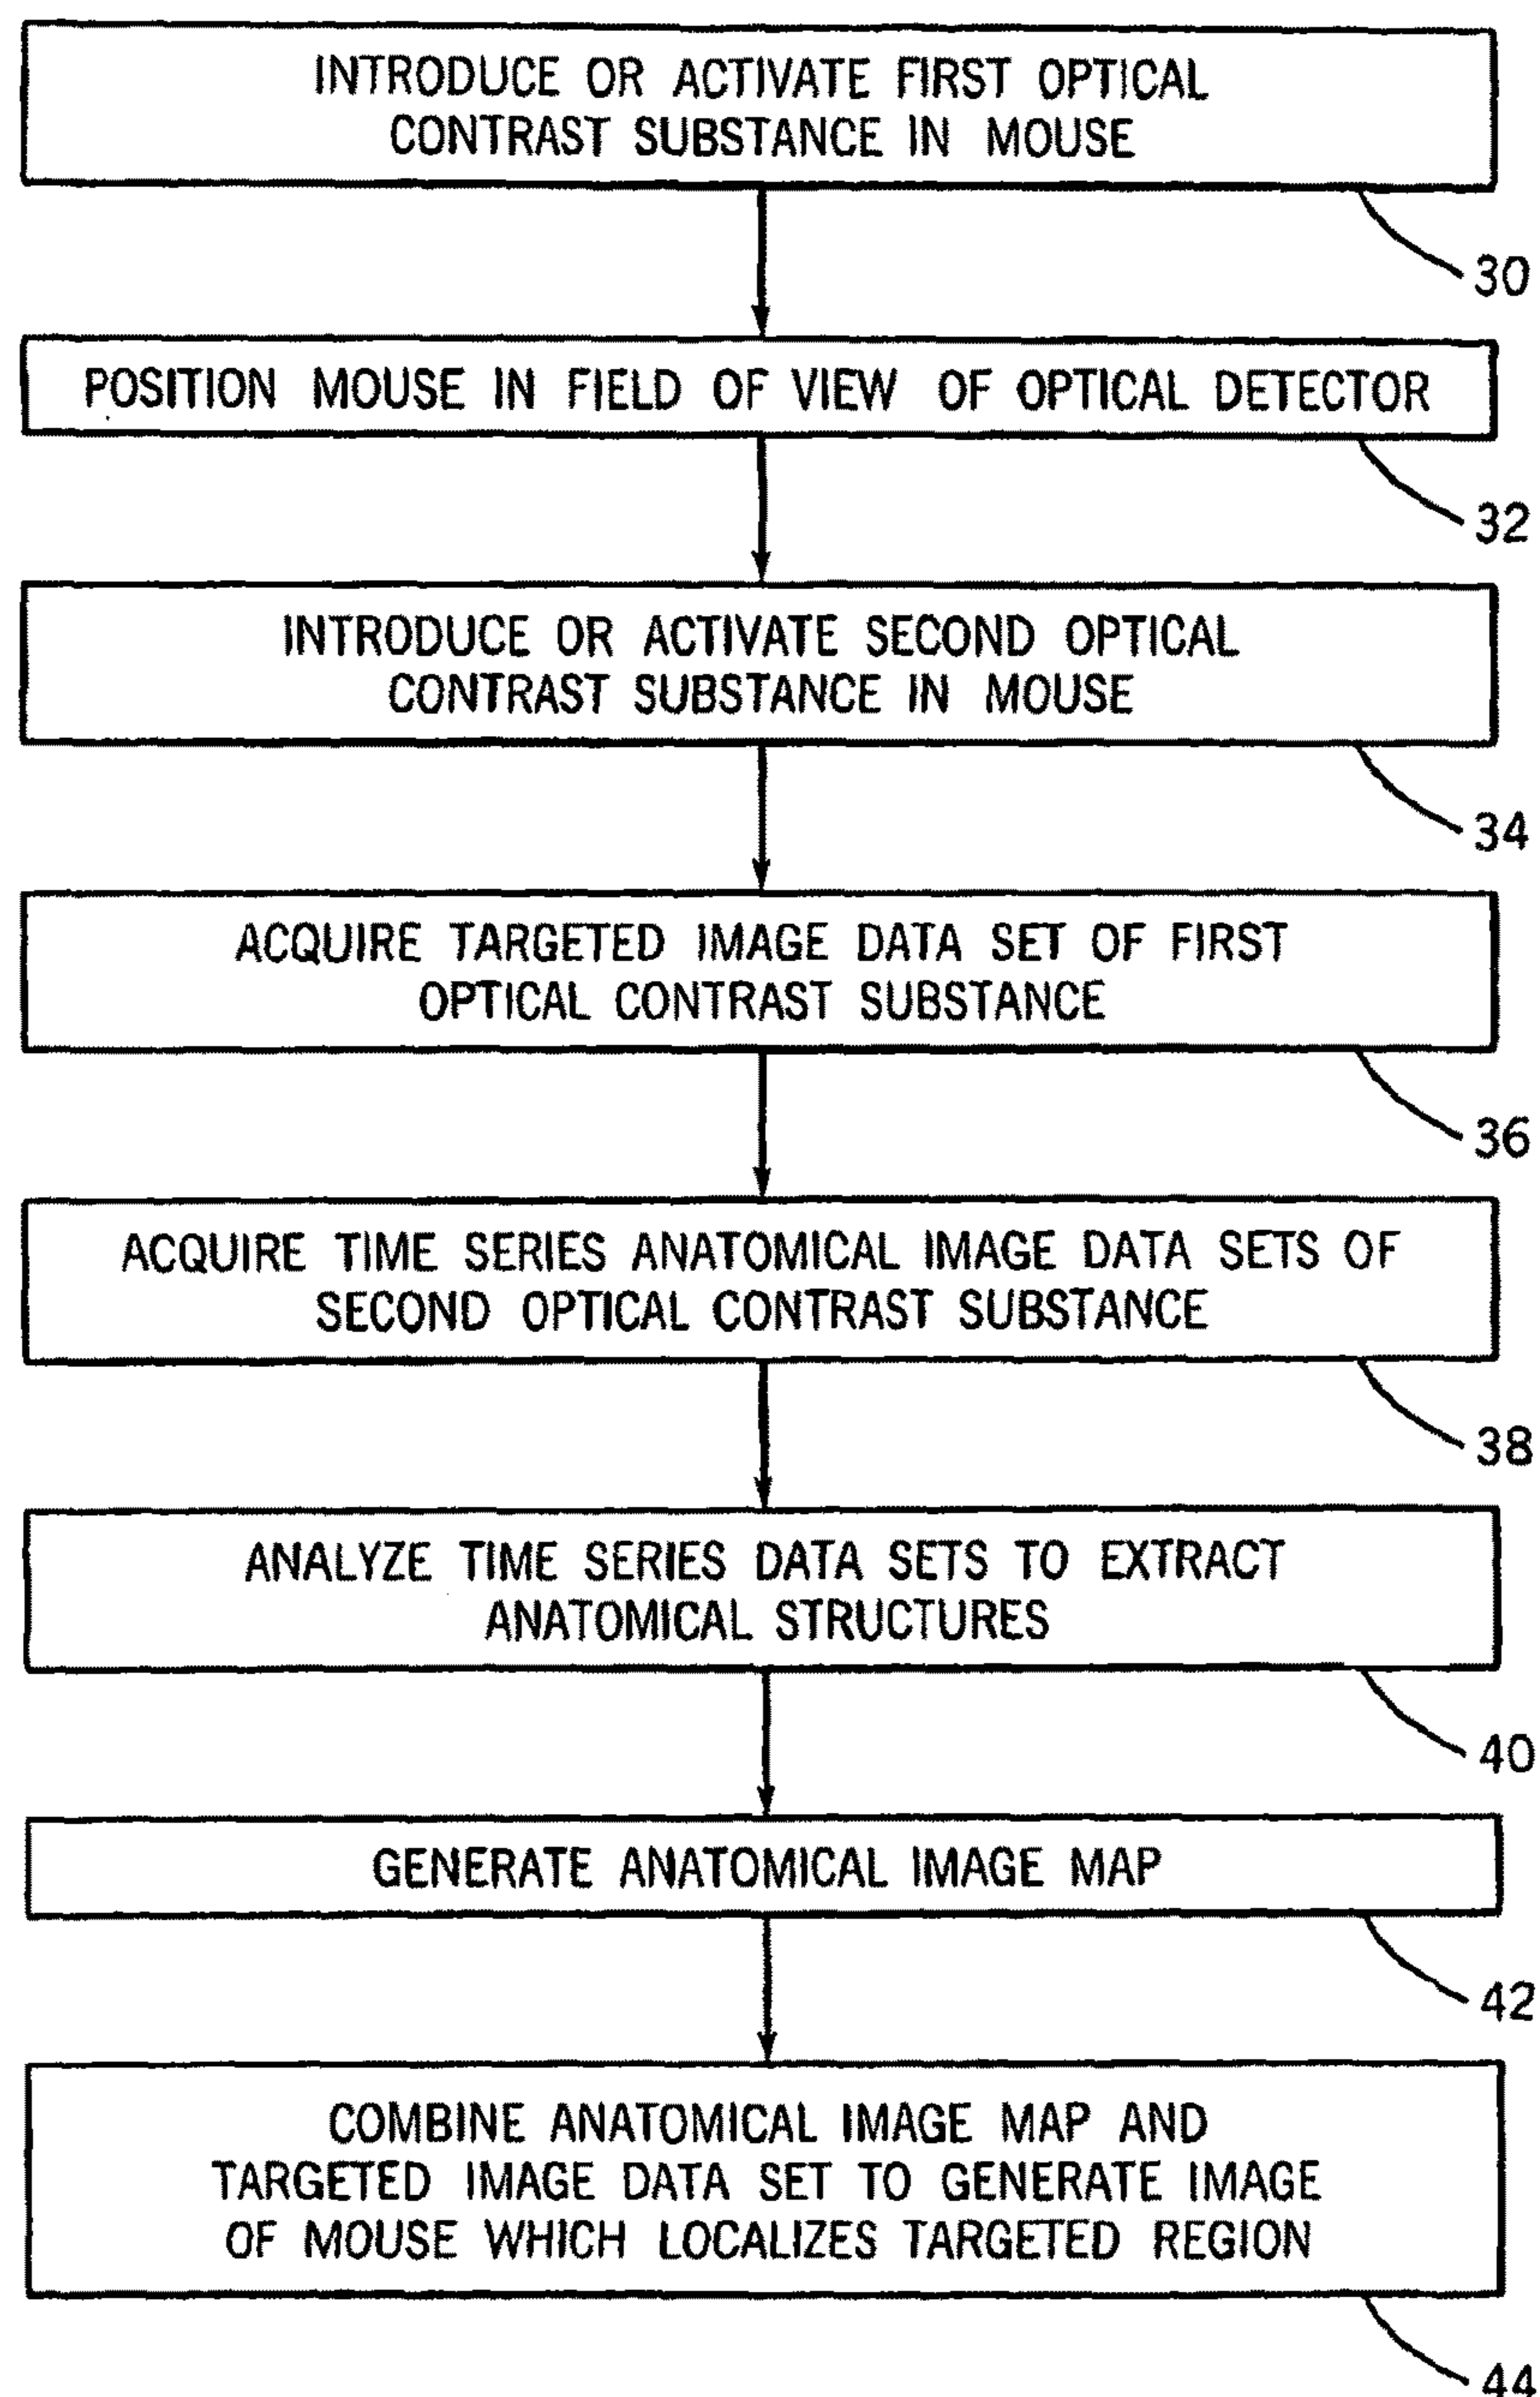 INTRODUCE OR ACTIVATE FIRST OPTICAL
CONTRAST SUBSTANCE IN MOUSE
30
POSITION MOUSE IN FIELD OF VIEW OF OPTICAL DETECTOR
32
INTRODUCE OR ACTIVATE SECOND OPTICAL
CONTRAST SUBSTANCE IN MOUSE
34
ACQUIRE TARGETED IMAGE DATA SET OF FIRST
OPTICAL CONTRAST SUBSTANCE
36
ACQUIRE TIME SERIES ANATOMICAL IMAGE DATA SETS OF
SECOND OPTICAL CONTRAST SUBSTANCE
38
ANALYZE TIME SERIES DATA SETS TO EXTRACT
ANATOMICAL STRUCTURES
40
GENERATE ANATOMICAL IMAGE MAP
42
COMBINE ANATOMICAL IMAGE MAP AND
TARGETED IMAGE DATA SET TO GENERATE IMAGE
OF MOUSE WHICH LOCALIZES TARGETED REGION
44